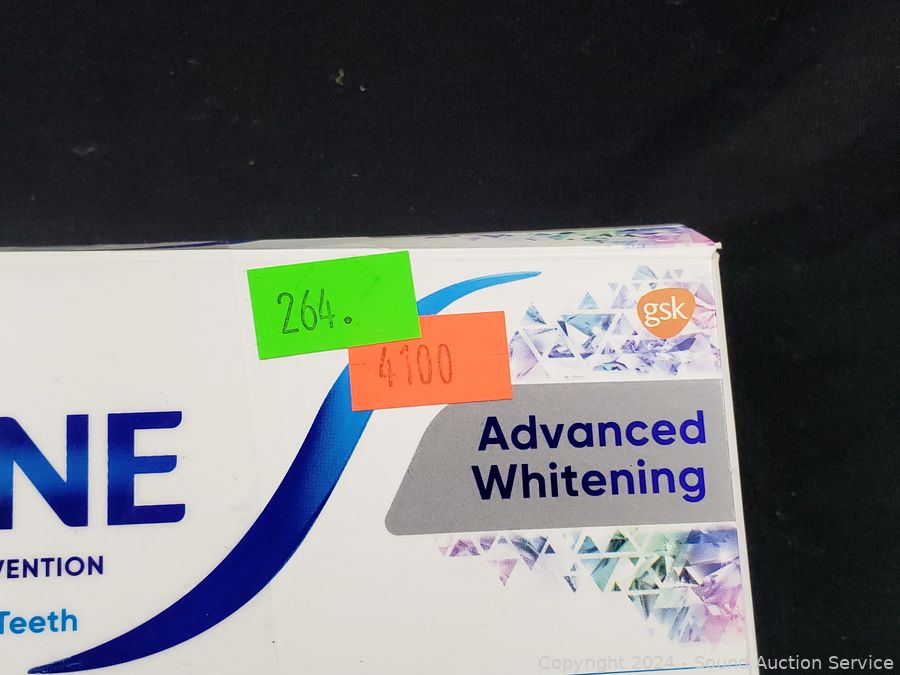 264.
4100
gsk
Advanced
Whitening
NE
VENTION
Teeth
Copyright 2024 - Sound Auction Service